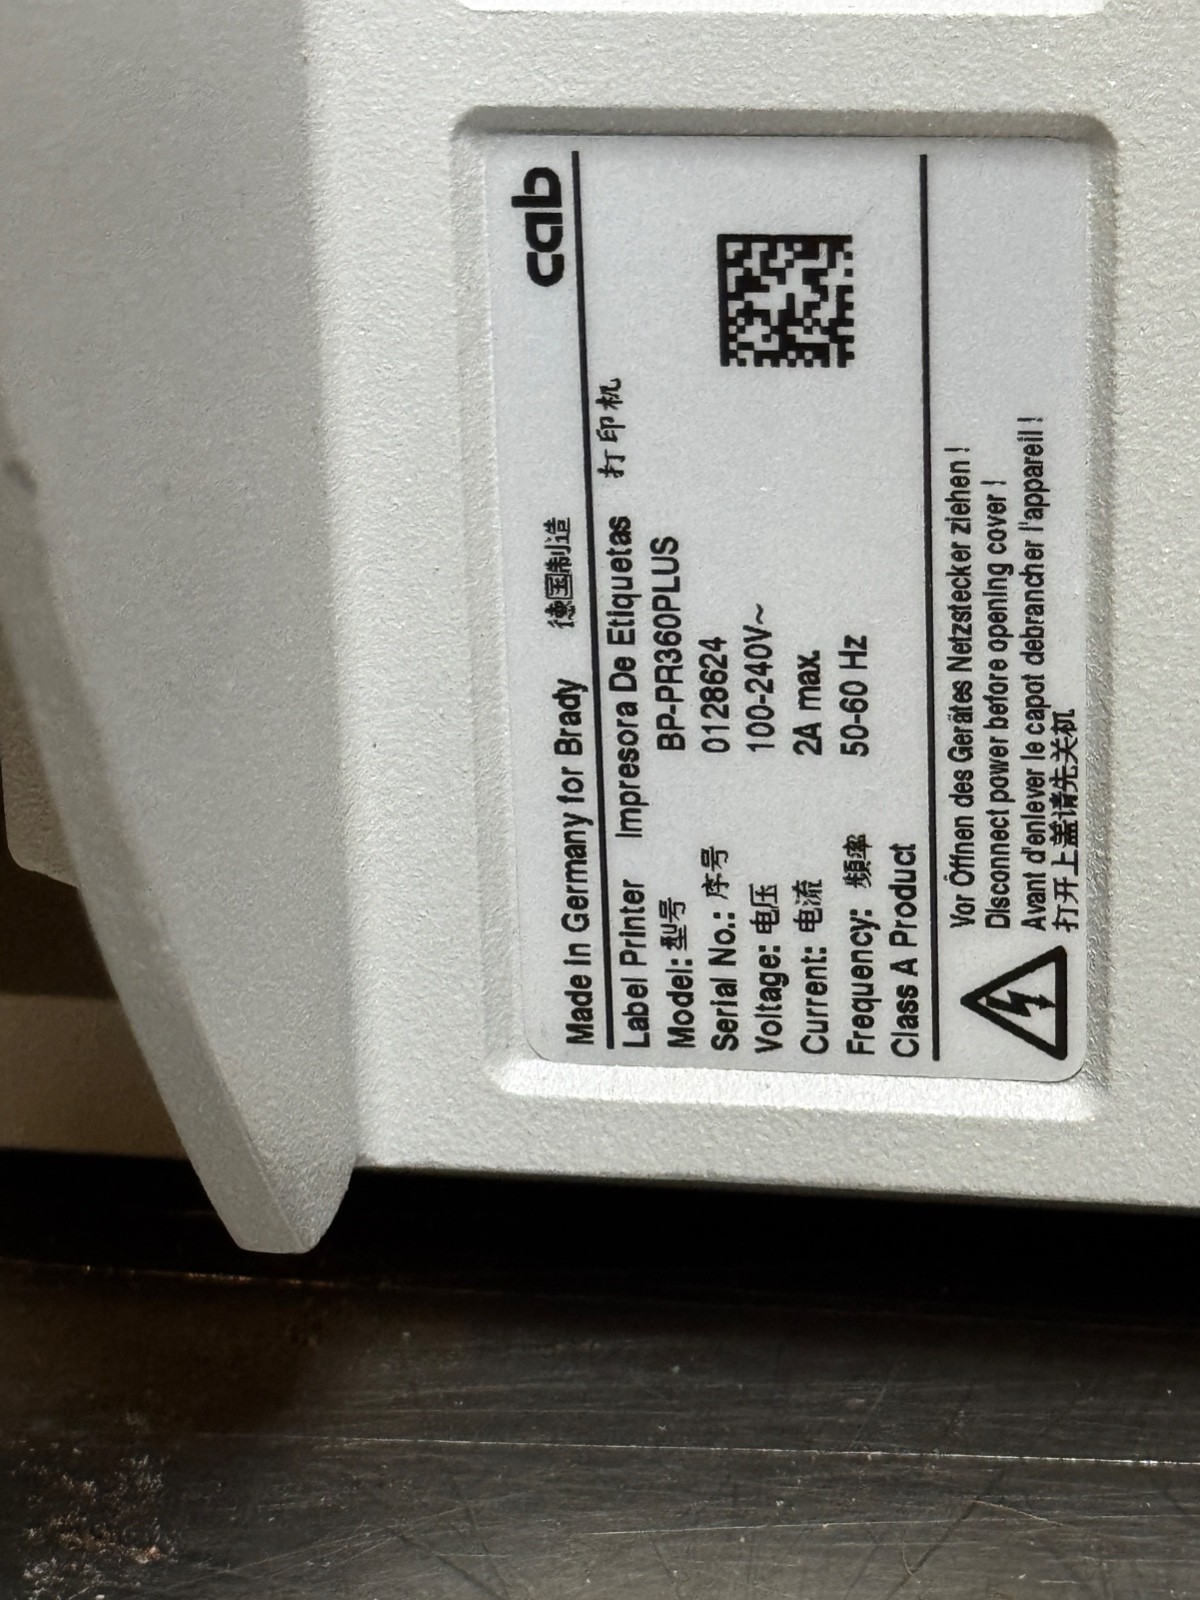 cab
Made in Germany for Brady 德国制造
Label Printer Impresora De Etiquetas 打印机
Model: 型号 BP-PR360PLUS
Serial No.: 序号 0128624
Voltage: 电压 100-240V~
Current: 电流 2A max.
Frequency: 頻率 50-60 Hz
Class A Product
Vor Öffnen des Gerätes Netzstecker ziehen !
Disconnect power before opening cover !
Avant d'enlever le capot debrancher l'appareil !
打开上盖请先关机